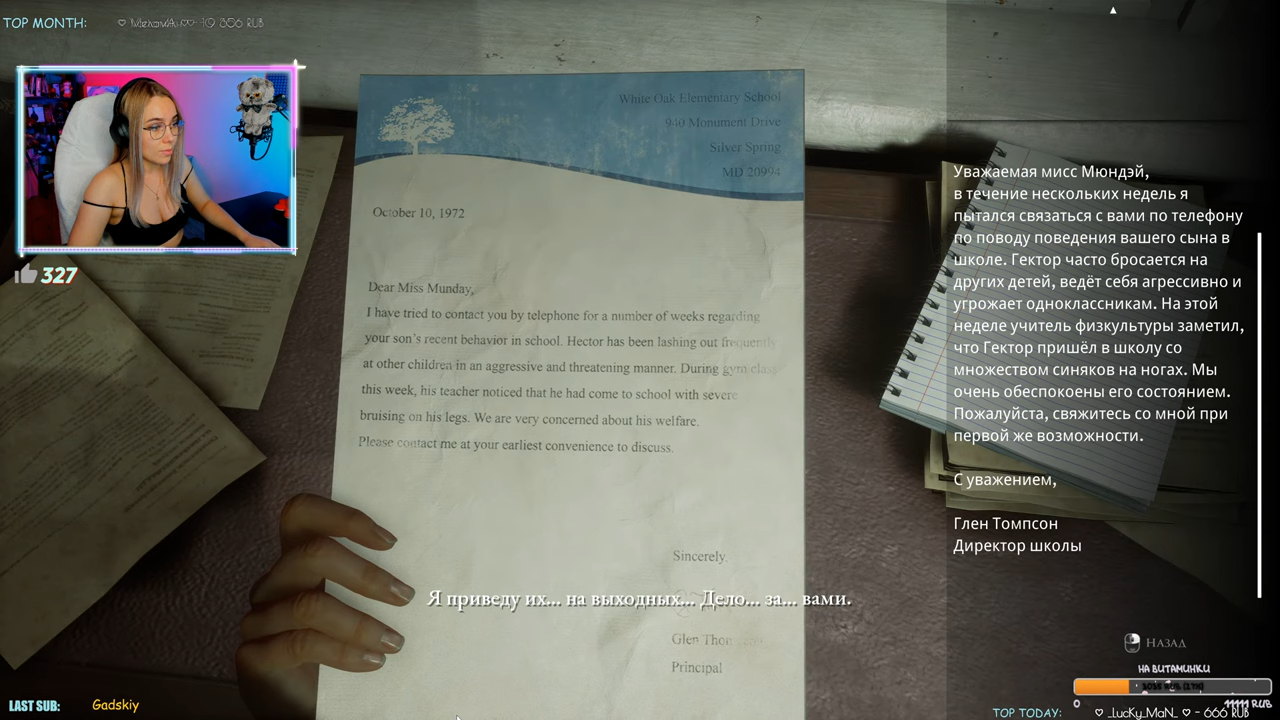 TOP MONTH:
327
White Oak Elementary School
940 Monument Drive
Silver Spring
MD 20994
October 10, 1972
Dear Miss Munday,
I have tried to contact you by telephone for a number of weeks regarding
your son's recent behavior in school. Hector has been lashing out frequently
at other children in an aggressive and threatening manner. During gym class
this week, his teacher noticed that he had come to school with severe
bruising on his legs. We are very concerned about his welfare.
Please contact me at your earliest convenience to discuss.
Sincerely,
Glen Thompson
Principal
Я приведу их... на выходных... Дело... за... вами.
Уважаемая мисс Мюндэй,
в течение нескольких недель я
пытался связаться с вами по телефону
по поводу поведения вашего сына в
школе. Гектор часто бросается на
других детей, ведёт себя агрессивно и
угрожает одноклассникам. На этой
неделе учитель физкультуры заметил,
что Гектор пришёл в школу со
множеством синяков на ногах. Мы
очень обеспокоены его состоянием.
Пожалуйста, свяжитесь со мной при
первой же возможности.
С уважением,
Глен Томпсон
Директор школы
НАЗАД
НА ВИТАМИНКИ
0
11111 RUB
LAST SUB: Gadskiy
TOP TODAY: ♡ _lucKy_MaN_ ♡ - 666 RUB